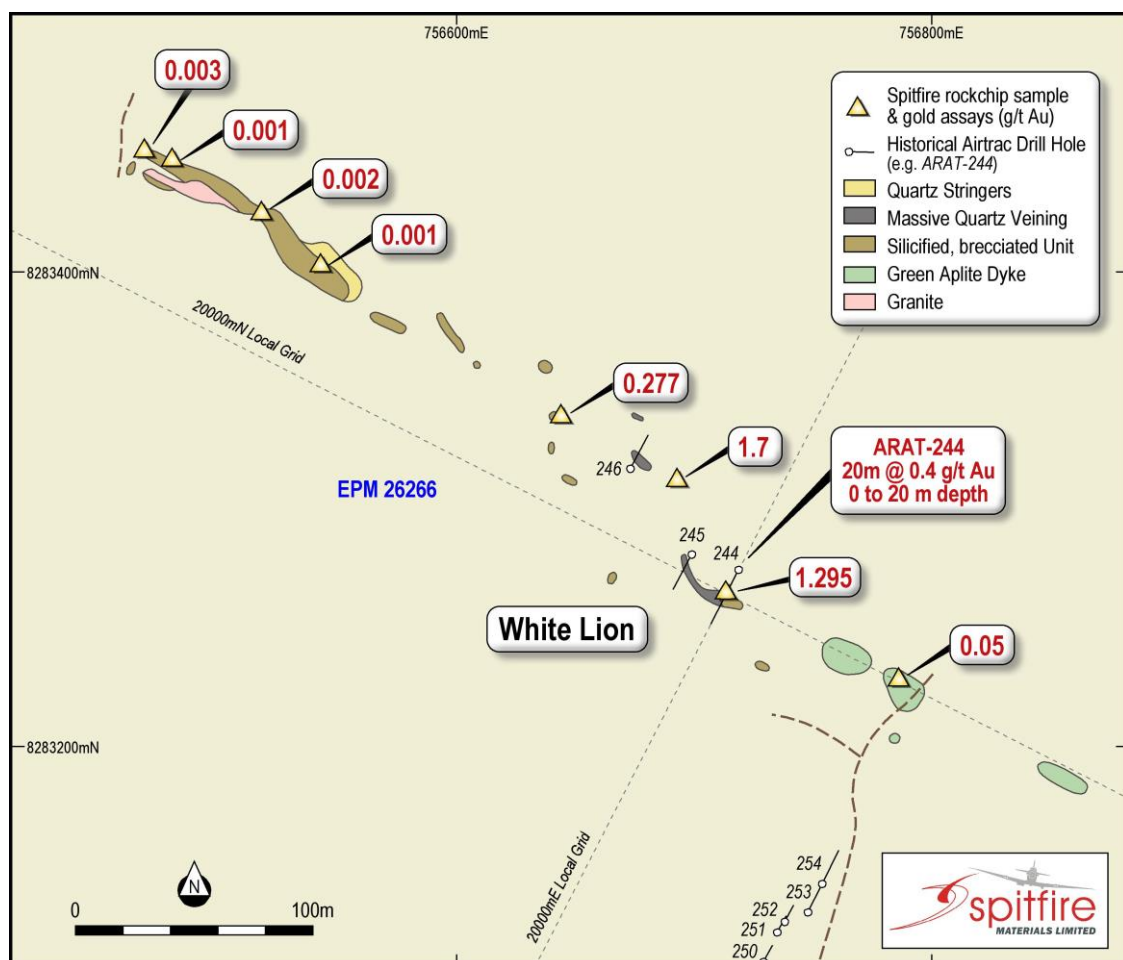 756600mE
756800mE
0.003
0.001
0.002
0.001
Spitfire rockchip sample
& gold assays (g/t Au)
Historical Airtrac Drill Hole
(e.g. ARAT-244)
Quartz Stringers
Massive Quartz Veining
Silicified, brecciated Unit
Green Aplite Dyke
Granite
8283400mN
20000mN Local Grid
0.277
1.7
246
EPM 26266
ARAT-244
20m @ 0.4 g/t Au
0 to 20 m depth
245
244
1.295
White Lion
0.05
8283200mN
20000mE Local Grid
254
253
252
251
250
N
0
100m
spitfire
MATERIALS LIMITED